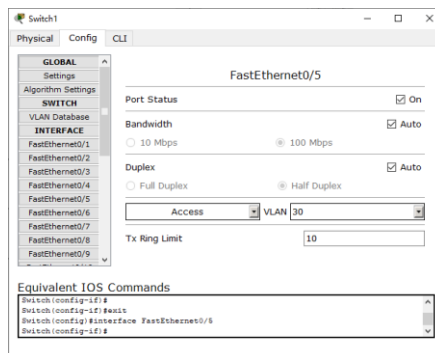 Switch1
Physical Config CLI
GLOBAL
Settings
Algorithm Settings
SWITCH
VLAN Database
INTERFACE
FastEthernet0/1
FastEthernet0/2
FastEthernet0/3
FastEthernet0/4
FastEthernet0/5
FastEthernet0/6
FastEthernet0/7
FastEthernet0/8
FastEthernet0/9
FastEthernet0/5
Port Status On
Bandwidth Auto
10 Mbps 100 Mbps
Duplex Auto
Full Duplex Half Duplex
Access VLAN 30
Tx Ring Limit 10
Equivalent IOS Commands
Switch(config-if)#
Switch(config-if)#exit
Switch(config)#interface FastEthernet0/5
Switch(config-if)#